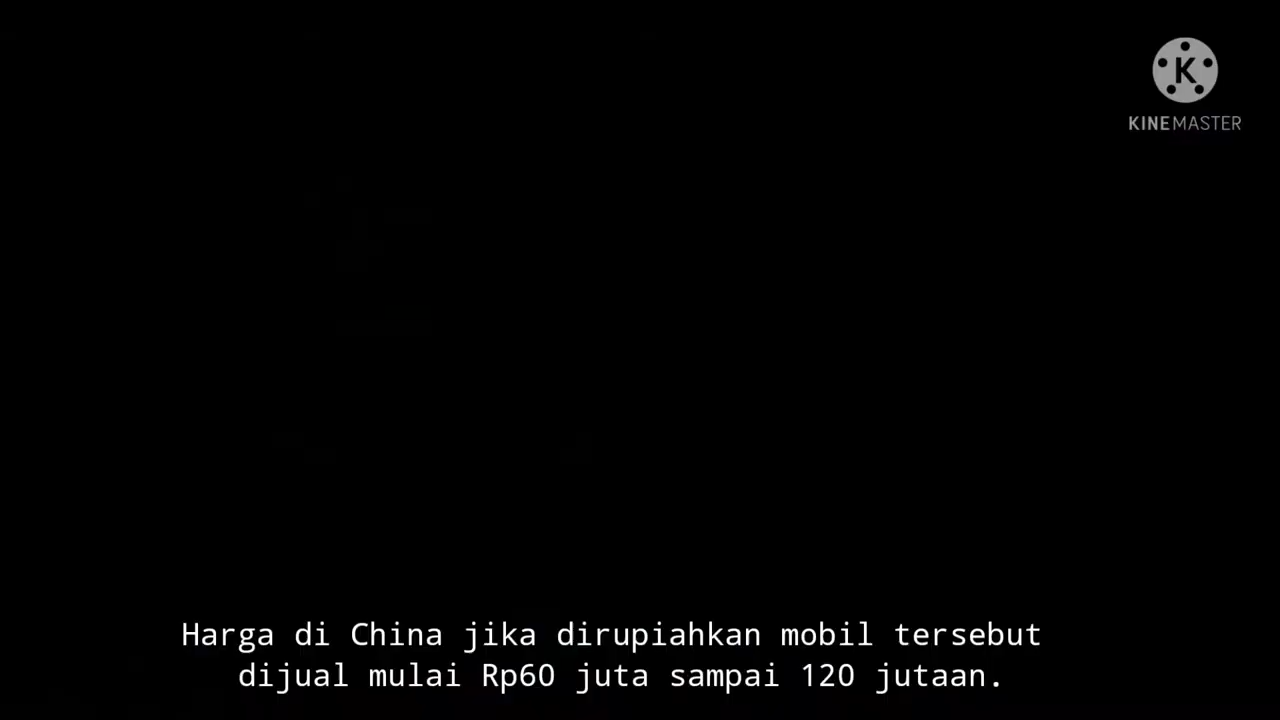 K
KINEMASTER
Harga di China jika dirupiahkan mobil tersebut
dijual mulai Rp60 juta sampai 120 jutaan.